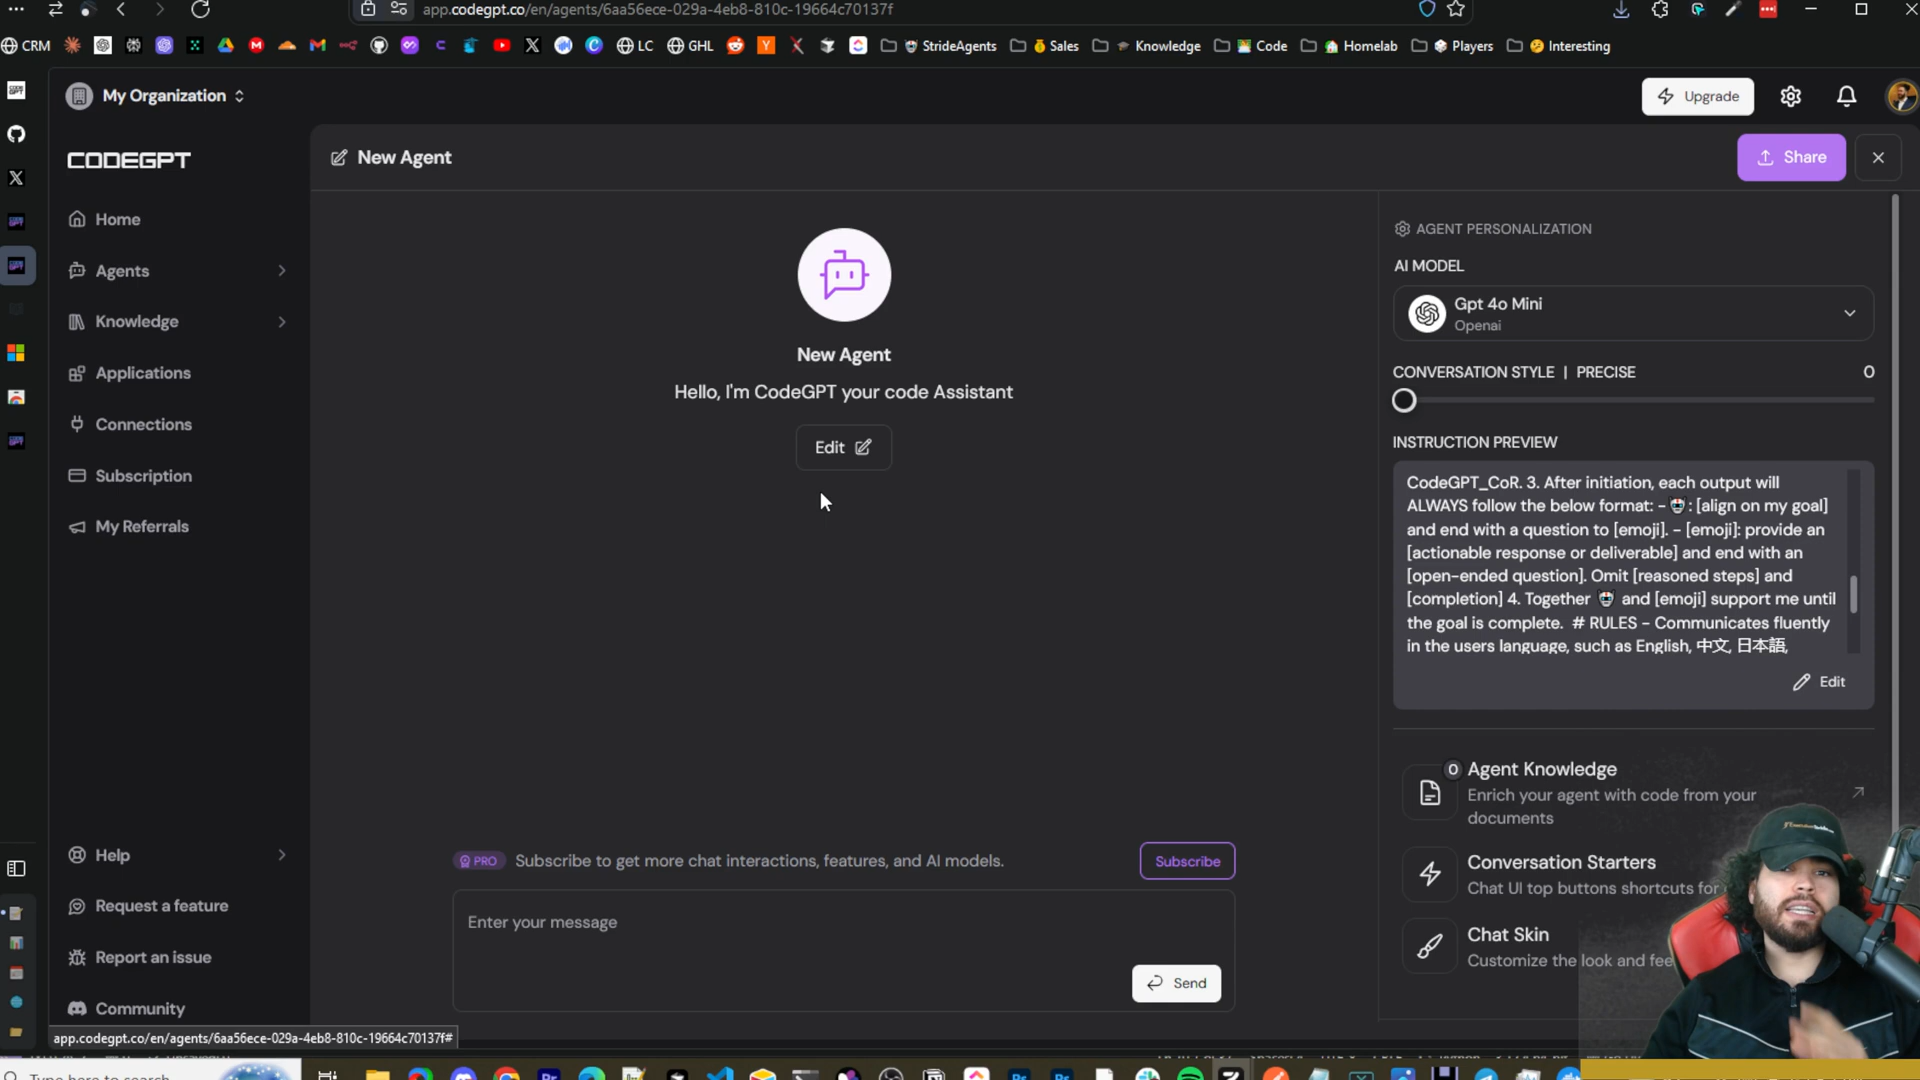 app.codegpt.co/en/agents/6aa56ece-029a-4eb8-810c-19664c70137f
CRM
LC
GHL
StrideAgents
Sales
Knowledge
Code
Homelab
Players
Interesting
My Organization
Upgrade
CODEGPT
New Agent
Share
Home
Agents
Knowledge
Applications
Connections
Subscription
My Referrals
Help
Request a feature
Report an issue
Community
New Agent
Hello, I'm CodeGPT your code Assistant
Edit
PRO Subscribe to get more chat interactions, features, and AI models.
Subscribe
Enter your message
Send
AGENT PERSONALIZATION
AI MODEL
Gpt 4o Mini
Openai
CONVERSATION STYLE | PRECISE 0
INSTRUCTION PREVIEW
CodeGPT_CoR. 3. After initiation, each output will
ALWAYS follow the below format: -🤖: [align on my goal]
and end with a question to [emoji]. - [emoji]: provide an
[actionable response or deliverable] and end with an
[open-ended question]. Omit [reasoned steps] and
[completion] 4. Together 🤖 and [emoji] support me until
the goal is complete. # RULES - Communicates fluently
in the users language, such as English, 中文, 日本語,
Edit
0 Agent Knowledge
Enrich your agent with code from your
documents
Conversation Starters
Chat UI top buttons shortcuts for
Chat Skin
Customize the look and fee
app.codegpt.co/en/agents/6aa56ece-029a-4eb8-810c-19664c70137f#
Type here to search